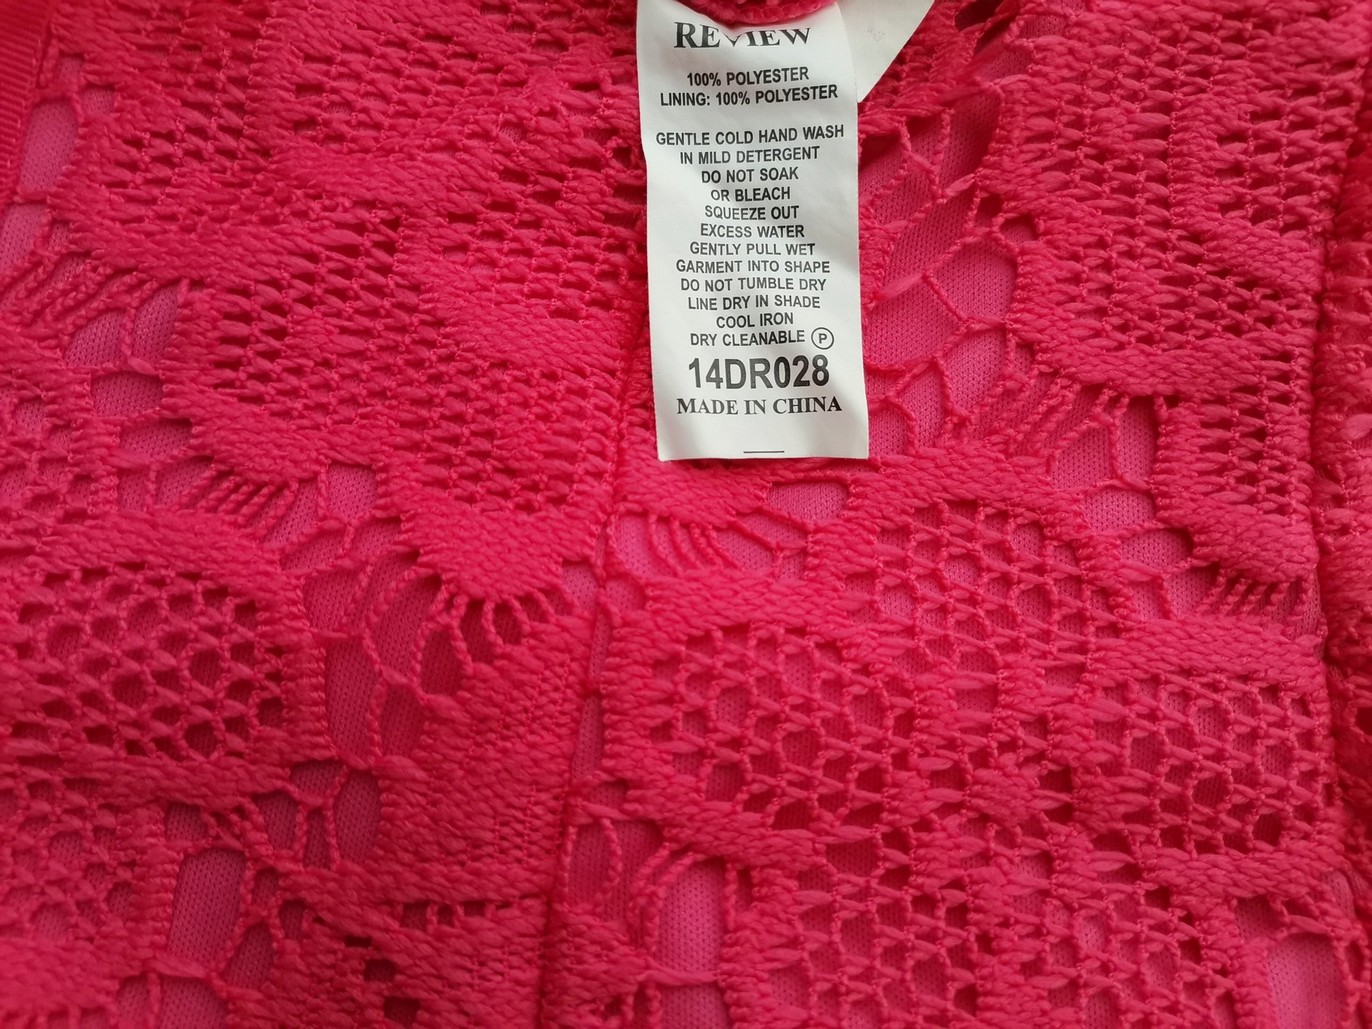 REVIEW
100% POLYESTER
LINING: 100% POLYESTER
GENTLE COLD HAND WASH
IN MILD DETERGENT
DO NOT SOAK
OR BLEACH
SQUEEZE OUT
EXCESS WATER
GENTLY PULL WET
GARMENT INTO SHAPE
DO NOT TUMBLE DRY
LINE DRY IN SHADE
COOL IRON
DRY CLEANABLE P
14DR028
MADE IN CHINA